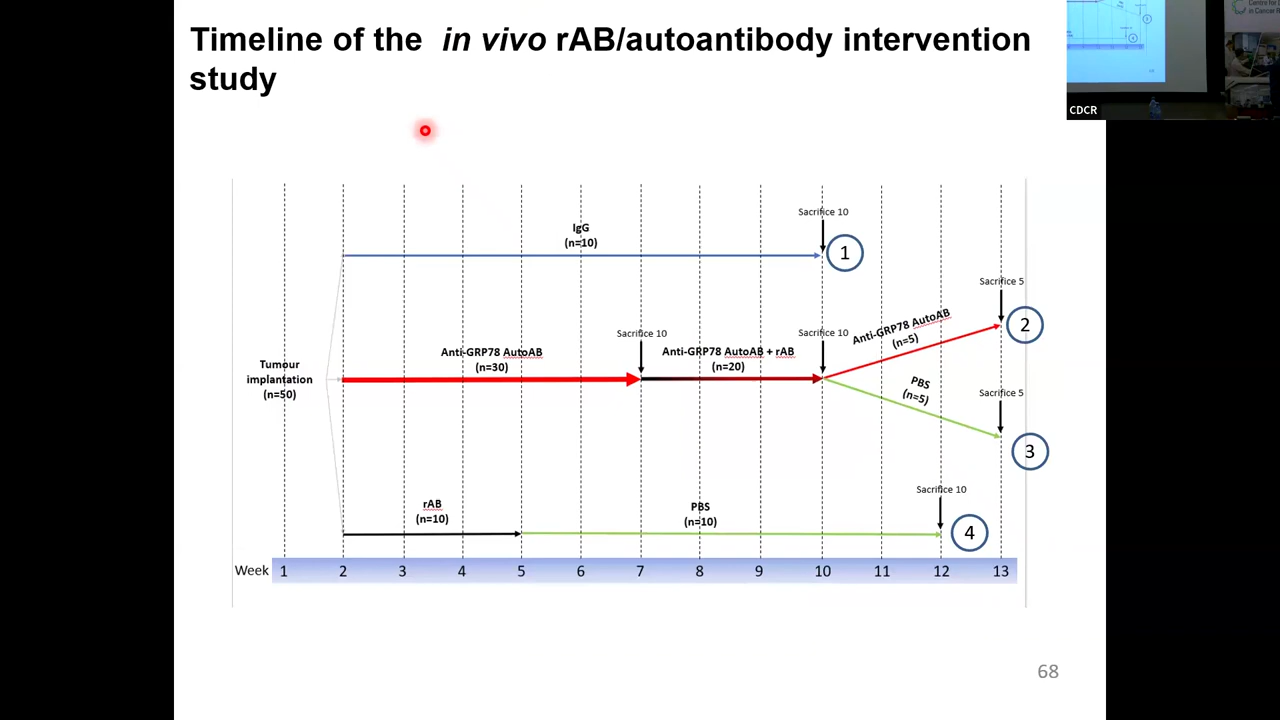 Timeline of the in vivo rAB/autoantibody intervention
study
CDCR
Sacrifice 10
IgG
(n=10)
1
Sacrifice 5
Anti-GRP78 AutoAB
(n=5)
2
Sacrifice 10
Sacrifice 10
Anti-GRP78 AutoAB
(n=30)
Anti-GRP78 AutoAB + rAB
(n=20)
Tumour
implantation
(n=50)
PBS
(n=5)
Sacrifice 5
3
Sacrifice 10
rAB
(n=10)
PBS
(n=10)
4
Week 1 2 3 4 5 6 7 8 9 10 11 12 13
68